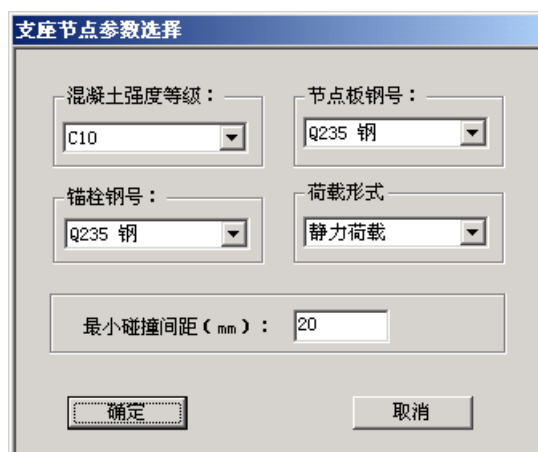 支座节点参数选择
混凝土强度等级：
节点板钢号：
C10
Q235 钢
锚栓钢号：
荷载形式
Q235 钢
静力荷载
最小碰撞间距（mm）：
20
确定
取消